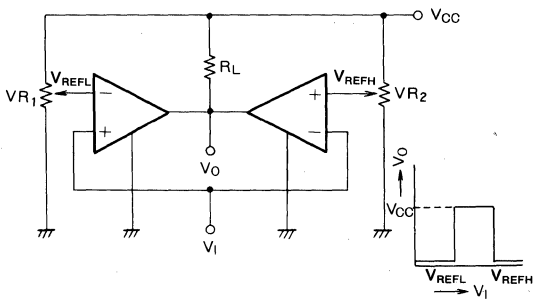 VCC
RL
VREFL
VREFH
VR1
VR2
−
+
+
−
VO
VI
VO
VCC
VREFL
VREFH
VI